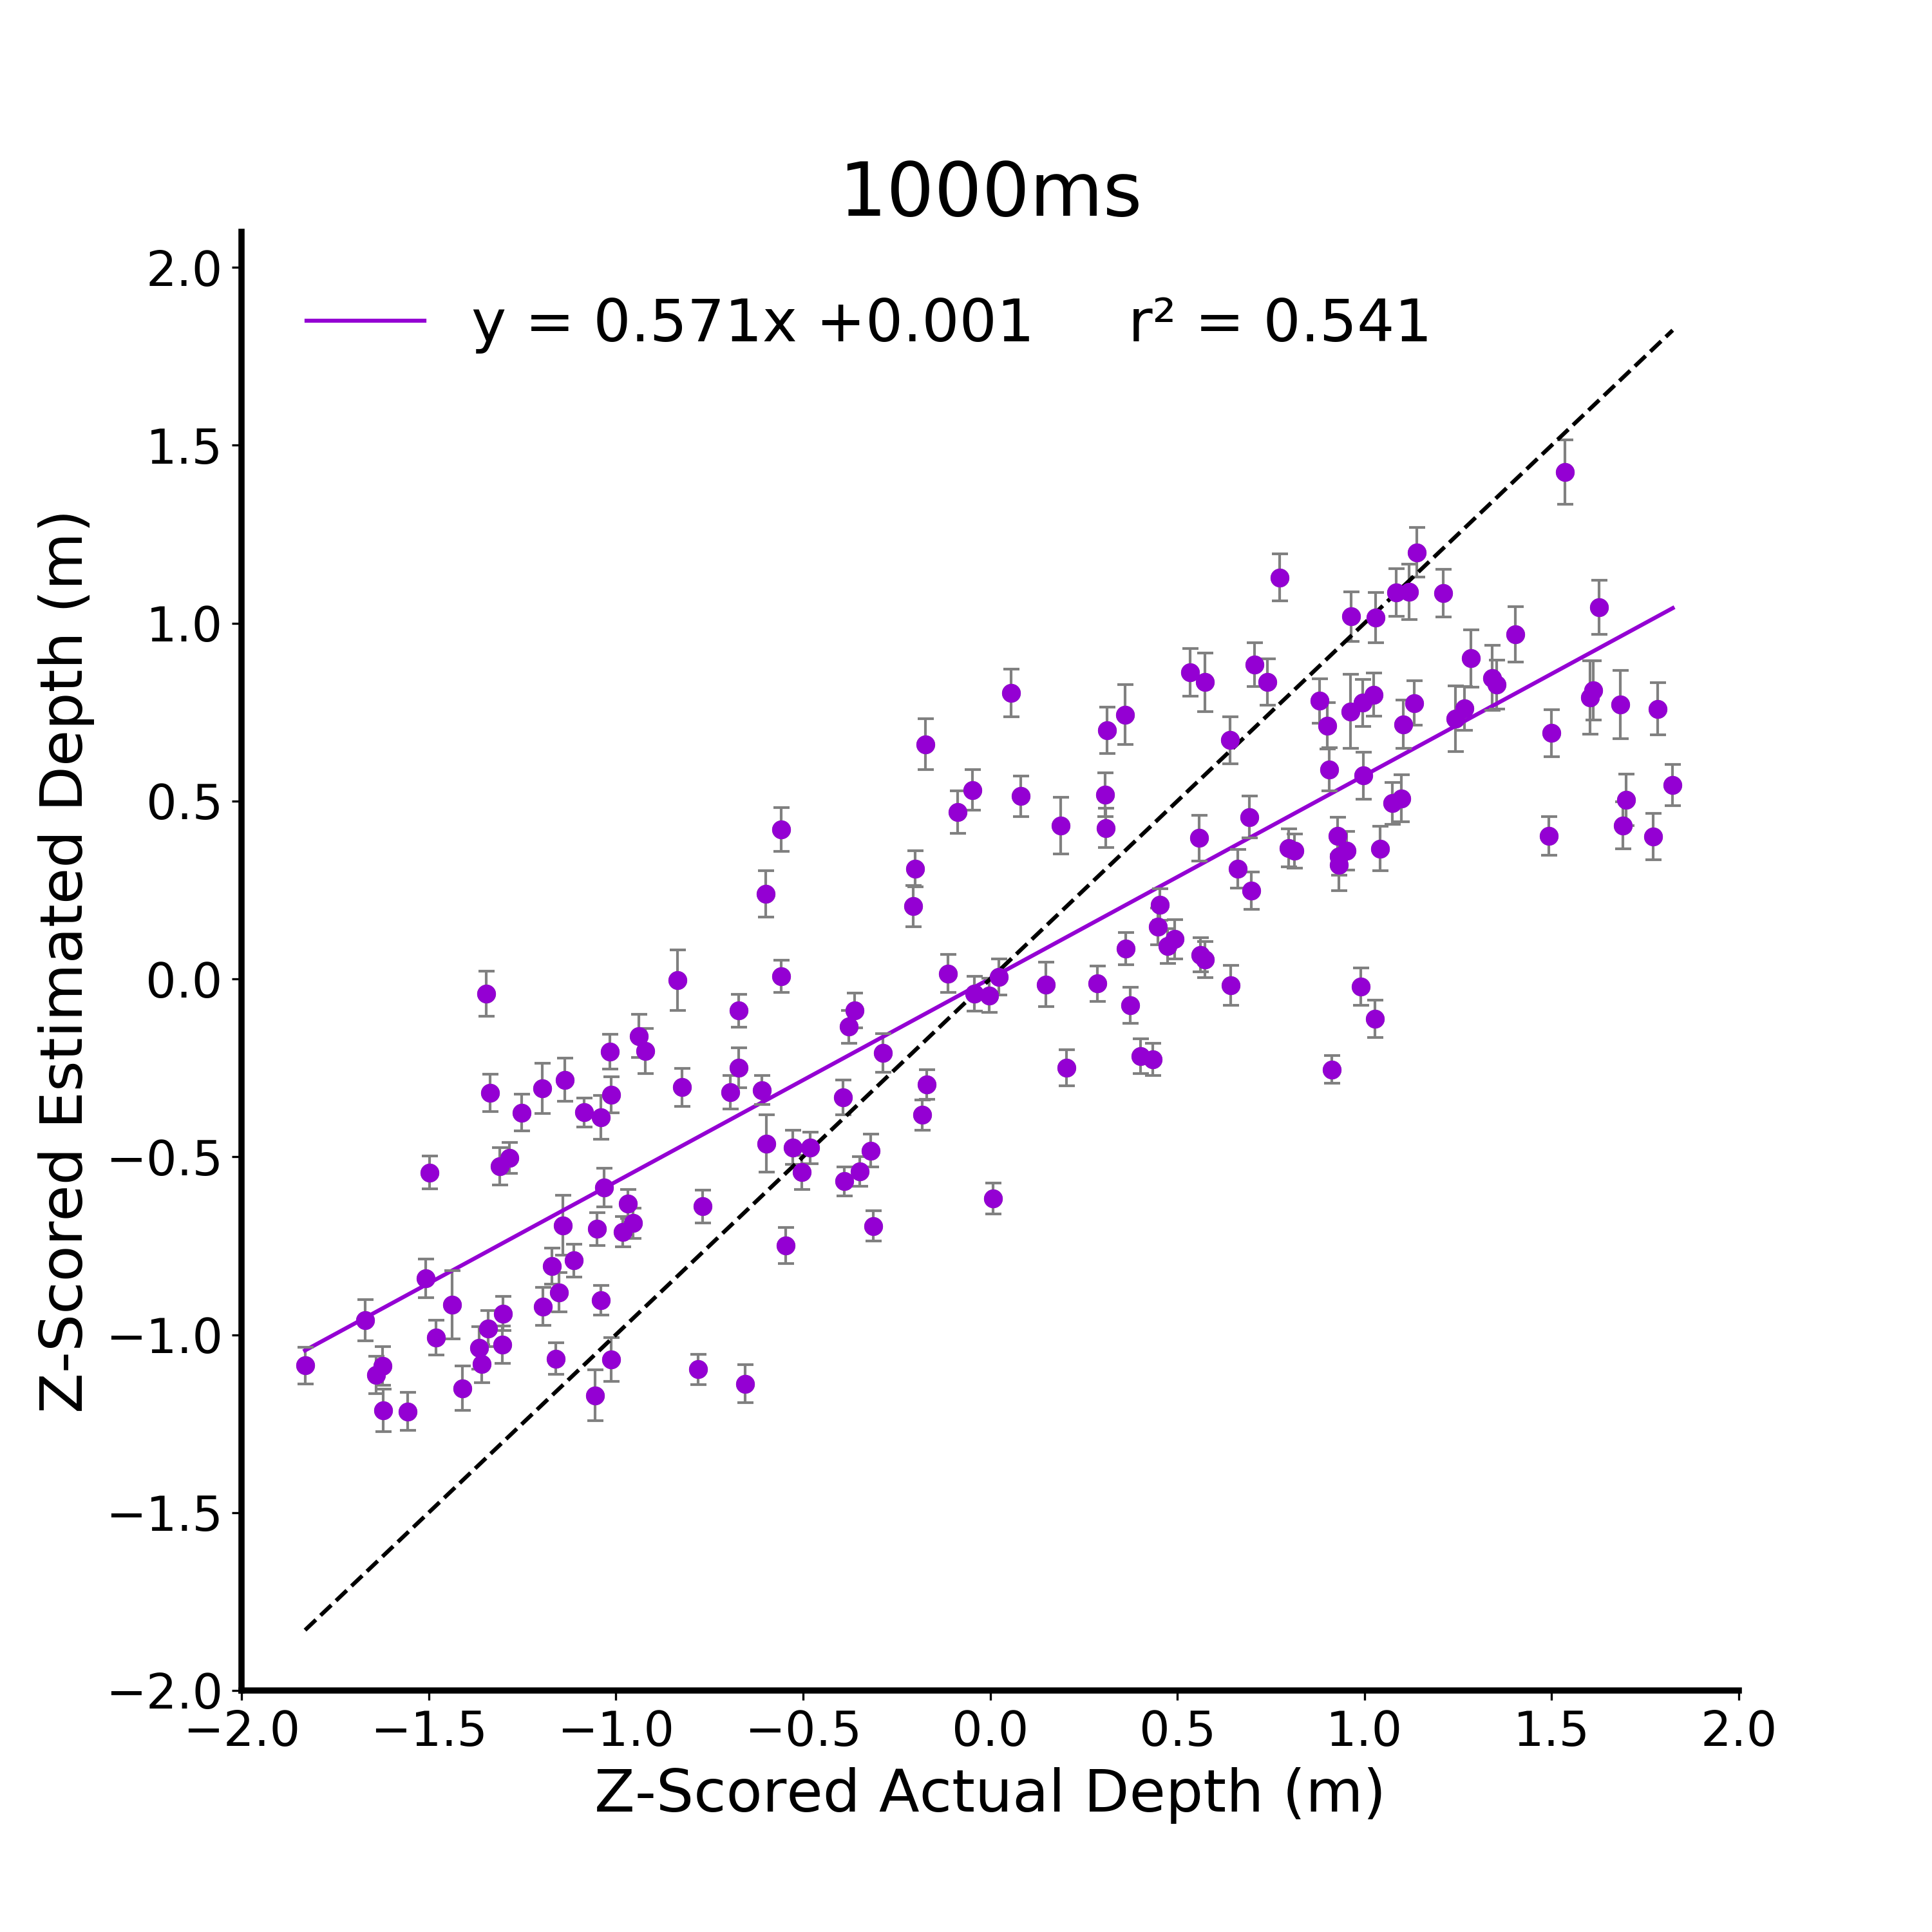 1000ms
y = 0.571x +0.001 r² = 0.541
2.0
1.5
1.0
0.5
0.0
−0.5
−1.0
−1.5
−2.0
Z-Scored Estimated Depth (m)
−2.0 −1.5 −1.0 −0.5 0.0 0.5 1.0 1.5 2.0
Z-Scored Actual Depth (m)